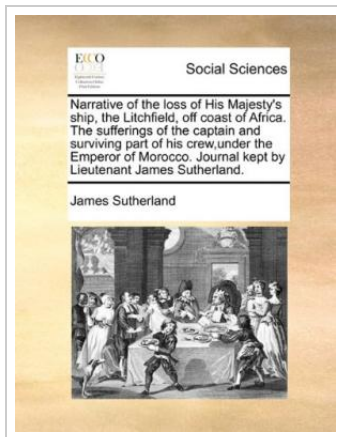 ECCO
Social Sciences
Narrative of the loss of His Majesty's
ship, the Litchfield, off coast of Africa.
The sufferings of the captain and
surviving part of his crew,under the
Emperor of Morocco. Journal kept by
Lieutenant James Sutherland.
James Sutherland